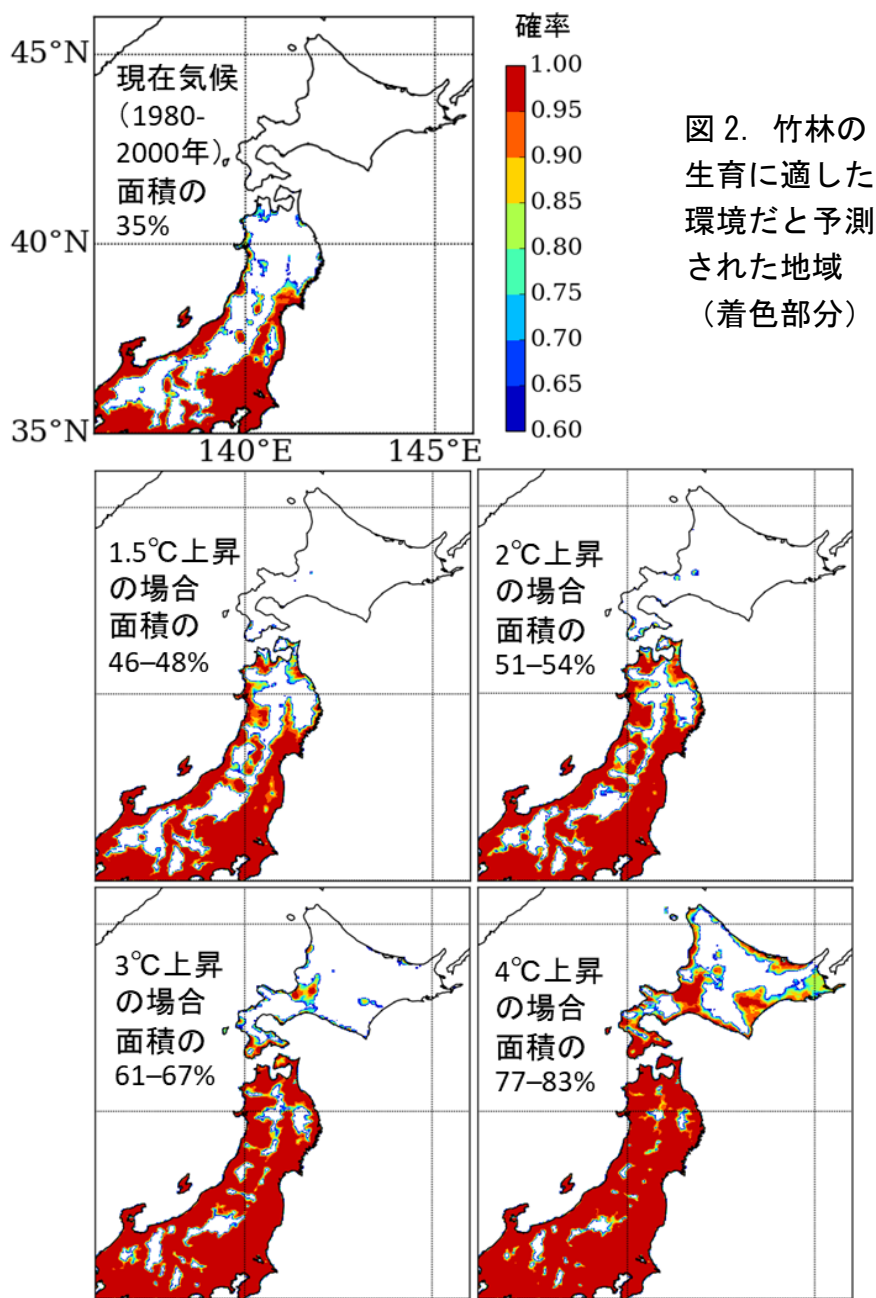 確率
45°N
現在気候
（1980-
2000年）
面積の
35%
40°N
35°N
140°E
145°E
1.00
0.95
0.90
0.85
0.80
0.75
0.70
0.65
0.60
図2. 竹林の
生育に適した
環境だと予測
された地域
（着色部分）
1.5℃上昇
の場合
面積の
46–48%
2℃上昇
の場合
面積の
51–54%
3℃上昇
の場合
面積の
61–67%
4℃上昇
の場合
面積の
77–83%